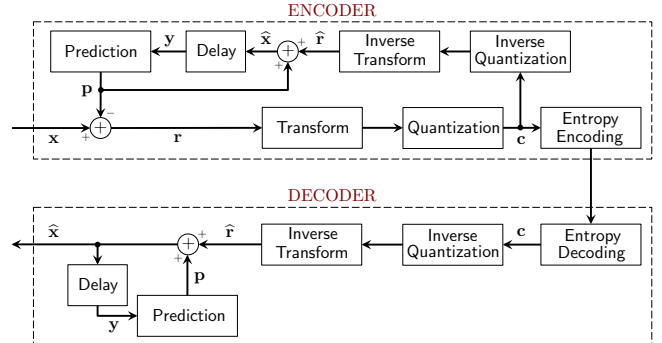 ENCODER
Prediction
y
Delay
x̂
+
+
r̂
Inverse
Transform
Inverse
Quantization
p
−
+
x
r
Transform
Quantization
c
Entropy
Encoding
DECODER
x̂
+
+
r̂
Inverse
Transform
Inverse
Quantization
c
Entropy
Decoding
Delay
p
y
Prediction